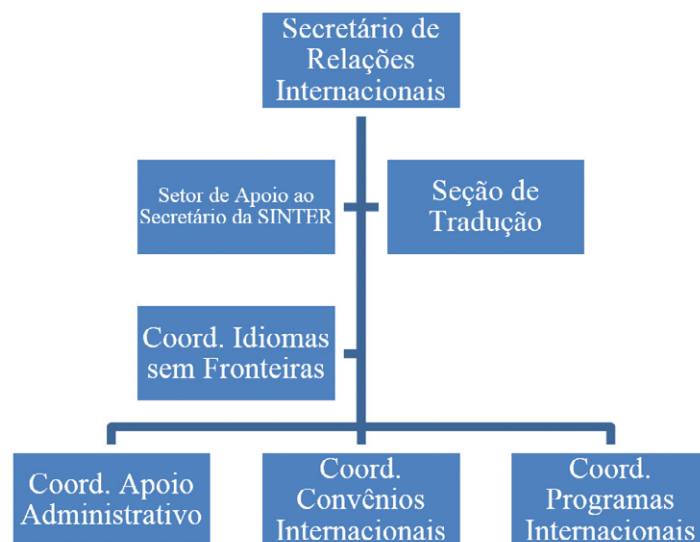 Secretário de
Relações
Internacionais
Setor de Apoio ao
Secretário da SINTER
Seção de
Tradução
Coord. Idiomas
sem Fronteiras
Coord. Apoio
Administrativo
Coord.
Convênios
Internacionais
Coord.
Programas
Internacionais